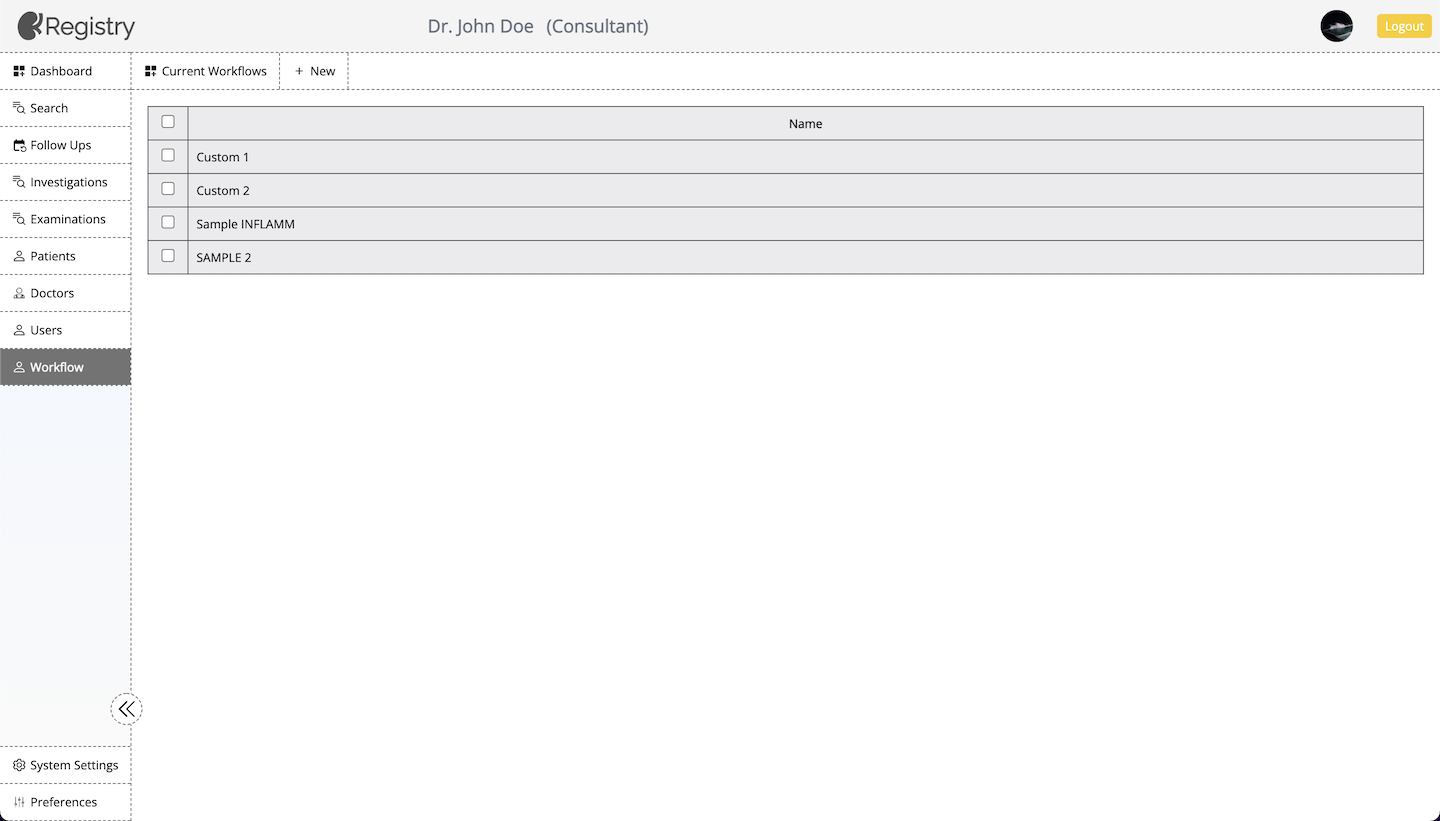 Registry
Dr. John Doe (Consultant)
Logout
Dashboard
Current Workflows
+ New
Search
Follow Ups
Investigations
Examinations
Patients
Doctors
Users
Workflow
Name
Custom 1
Custom 2
Sample INFLAMM
SAMPLE 2
System Settings
Preferences